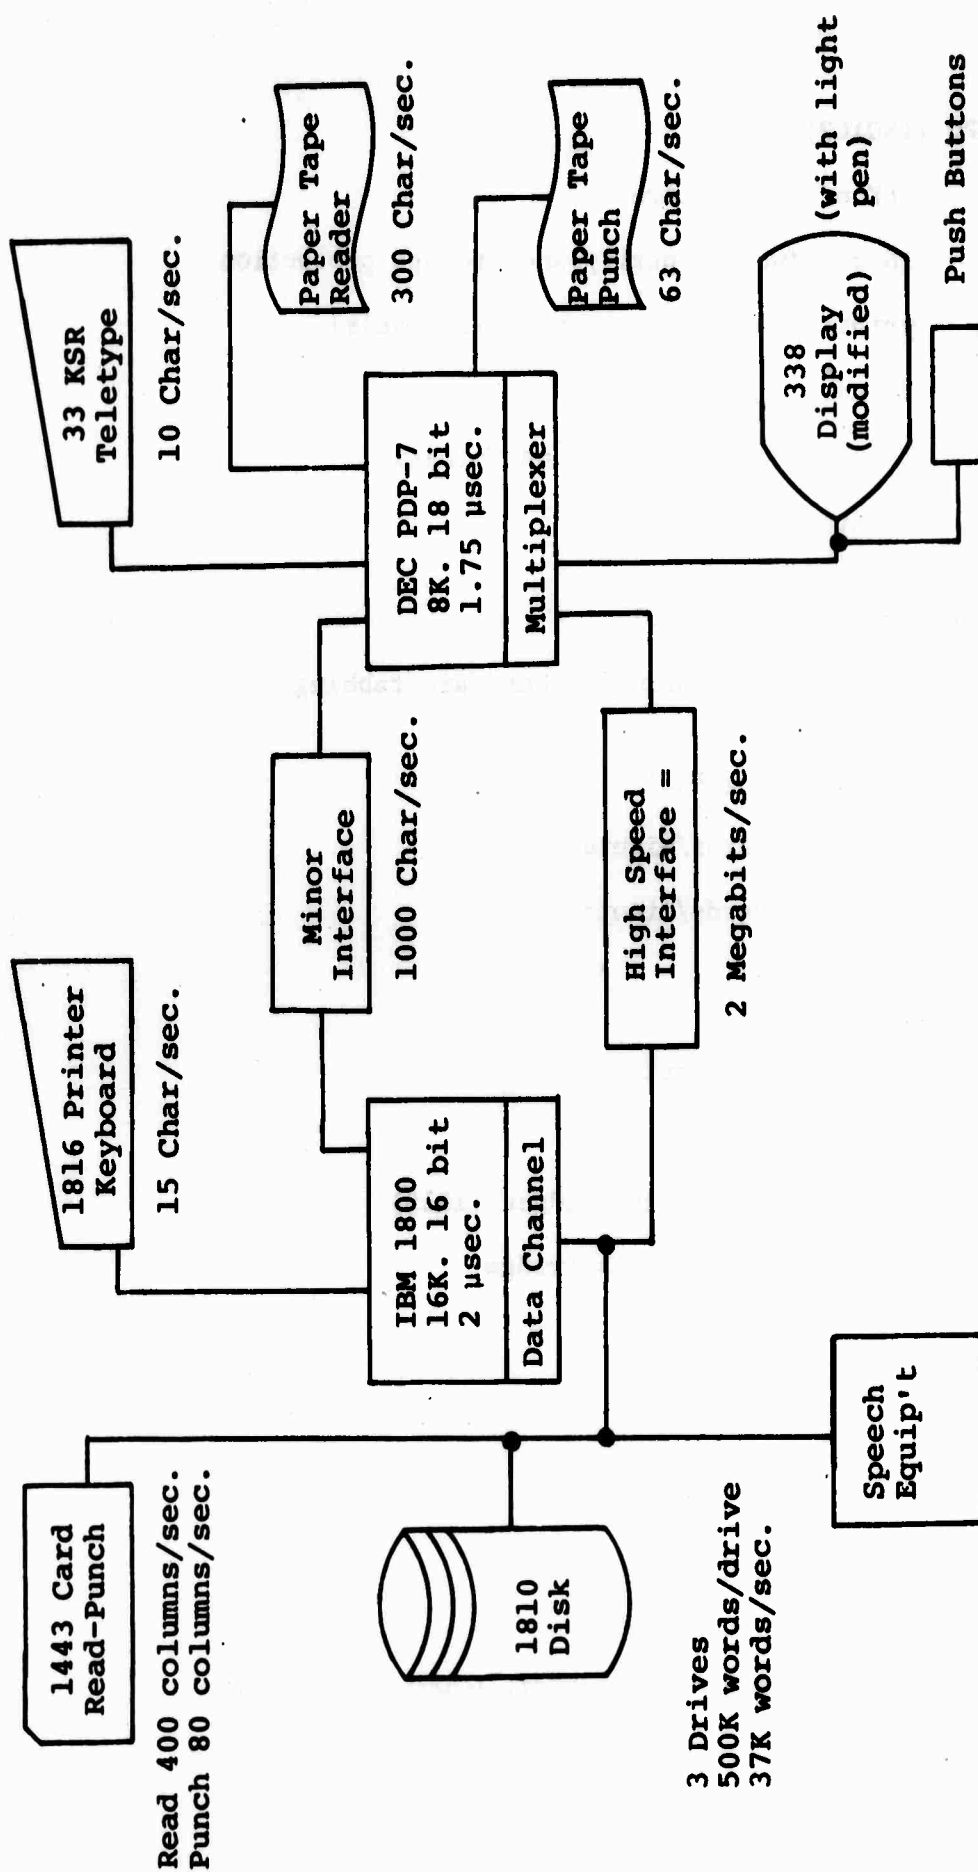 1443 Card
Read-Punch
Read 400 columns/sec.
Punch 80 columns/sec.
1816 Printer
Keyboard
15 Char/sec.
33 KSR
Teletype
10 Char/sec.
IBM 1800
16K. 16 bit
2 µsec.
Data Channel
Minor
Interface
1000 Char/sec.
DEC PDP-7
8K. 18 bit
1.75 µsec.
Multiplexer
Paper Tape
Reader
300 Char/sec.
Paper Tape
Punch
63 Char/sec.
1810
Disk
3 Drives
500K words/drive
37K words/sec.
High Speed
Interface =
2 Megabits/sec.
338
Display
(modified)
(with light
pen)
Push Buttons
Speech
Equip't